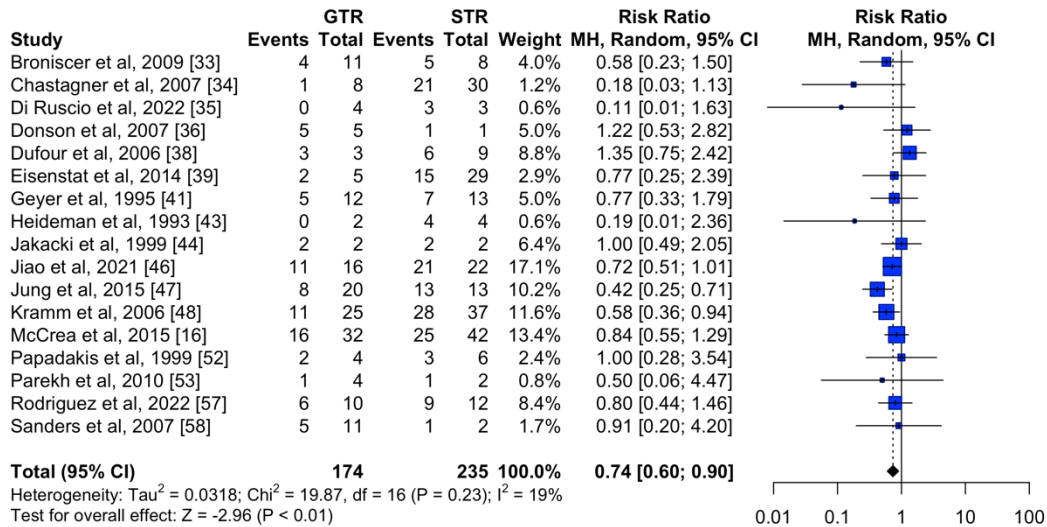 GTR STR Risk Ratio Risk Ratio
Study Events Total Events Total Weight MH, Random, 95% CI MH, Random, 95% CI
Broniscer et al, 2009 [33] 4 11 5 8 4.0% 0.58 [0.23; 1.50]
Chastagner et al, 2007 [34] 1 8 21 30 1.2% 0.18 [0.03; 1.13]
Di Ruscio et al, 2022 [35] 0 4 3 3 0.6% 0.11 [0.01; 1.63]
Donson et al, 2007 [36] 5 5 1 1 5.0% 1.22 [0.53; 2.82]
Dufour et al, 2006 [38] 3 3 6 9 8.8% 1.35 [0.75; 2.42]
Eisenstat et al, 2014 [39] 2 5 15 29 2.9% 0.77 [0.25; 2.39]
Geyer et al, 1995 [41] 5 12 7 13 5.0% 0.77 [0.33; 1.79]
Heideman et al, 1993 [43] 0 2 4 4 0.6% 0.19 [0.01; 2.36]
Jakacki et al, 1999 [44] 2 2 2 2 6.4% 1.00 [0.49; 2.05]
Jiao et al, 2021 [46] 11 16 21 22 17.1% 0.72 [0.51; 1.01]
Jung et al, 2015 [47] 8 20 13 13 10.2% 0.42 [0.25; 0.71]
Kramm et al, 2006 [48] 11 25 28 37 11.6% 0.58 [0.36; 0.94]
McCrea et al, 2015 [16] 16 32 25 42 13.4% 0.84 [0.55; 1.29]
Papadakis et al, 1999 [52] 2 4 3 6 2.4% 1.00 [0.28; 3.54]
Parekh et al, 2010 [53] 1 4 1 2 0.8% 0.50 [0.06; 4.47]
Rodriguez et al, 2022 [57] 6 10 9 12 8.4% 0.80 [0.44; 1.46]
Sanders et al, 2007 [58] 5 11 1 2 1.7% 0.91 [0.20; 4.20]
Total (95% CI) 174 235 100.0% 0.74 [0.60; 0.90]
Heterogeneity: Tau² = 0.0318; Chi² = 19.87, df = 16 (P = 0.23); I² = 19%
Test for overall effect: Z = -2.96 (P < 0.01)
0.01 0.1 1 10 100